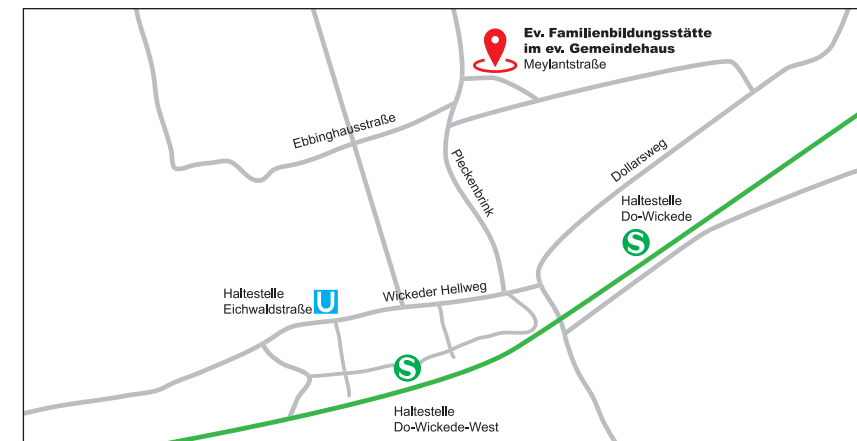 Ev. Familienbildungsstätte
im ev. Gemeindehaus
Meylantstraße
Ebbinghausstraße
Pleckenbrink
Dollarsweg
Haltestelle
Do-Wickede
S
Haltestelle
Eichwaldstraße
U
Wickeder Hellweg
S
Haltestelle
Do-Wickede-West